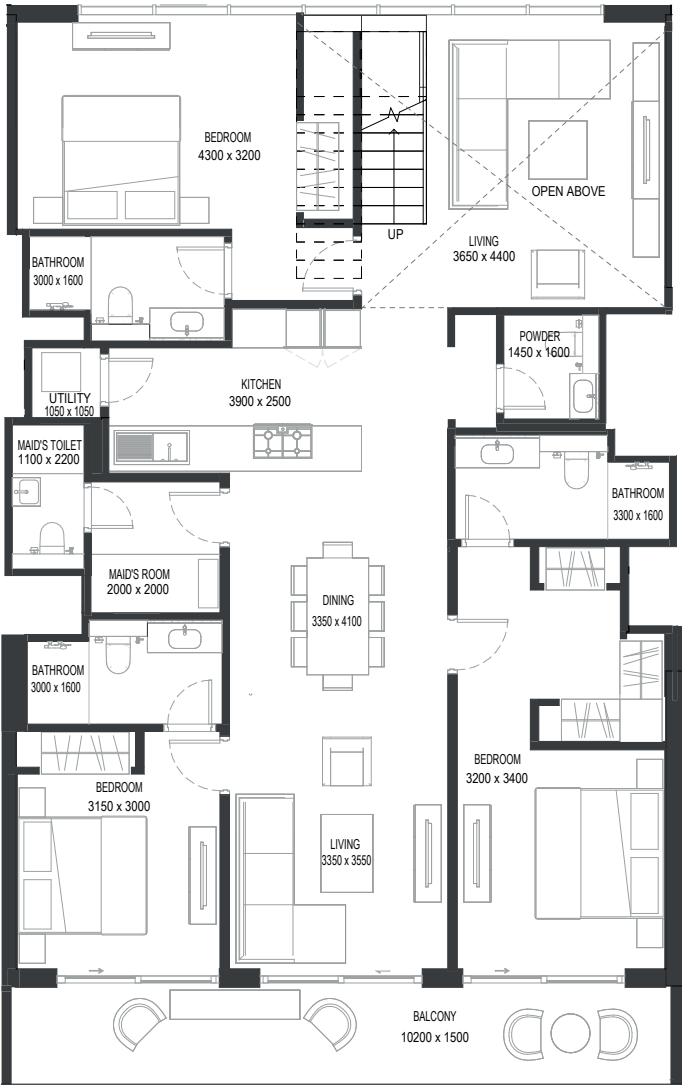 BEDROOM
4300 x 3200
OPEN ABOVE
UP
LIVING
3650 x 4400
BATHROOM
3000 x 1600
POWDER
1450 x 1600
KITCHEN
3900 x 2500
UTILITY
1050 x 1050
MAID'S TOILET
1100 x 2200
BATHROOM
3300 x 1600
MAID'S ROOM
2000 x 2000
DINING
3350 x 4100
BATHROOM
3000 x 1600
BEDROOM
3200 x 3400
BEDROOM
3150 x 3000
LIVING
3350 x 3550
BALCONY
10200 x 1500